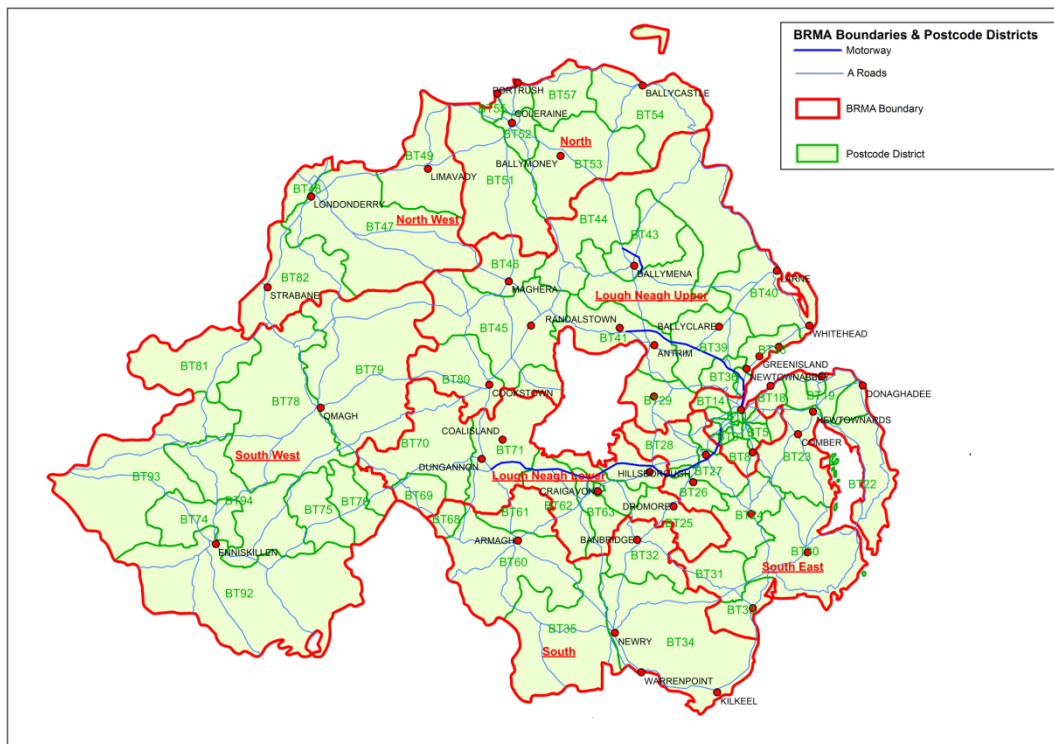 BRMA Boundaries & Postcode Districts
Motorway
A Roads
BRMA Boundary
Postcode District
PORTRUSH
BT57
BALLYCASTLE
BT55
COLERAINE
BT54
BT52
North
BALLYMONEY
BT53
BT49
LIMAVADY
BT51
BT48
LONDONDERRY
North West
BT47
BT44
BT43
BT46
BALLYMENA
LARNE
BT82
STRABANE
MAGHERA
Lough Neagh Upper
BT40
BT45
RANDALSTOWN
BT41
BALLYCLARE
WHITEHEAD
ANTRIM
BT39
BT81
GREENISLAND
BT79
BT80
COOKSTOWN
BT36
BT29
BT14
BT18
BT19
DONAGHADEE
BT78
OMAGH
NEWTOWNARDS
COALISLAND
BT70
BT71
BT5
COMBER
BT28
BT8
BT23
South West
DUNGANNON
BT93
Lough Neagh Lower
HILLSBOROUGH
BT27
BT22
BT94
BT75
BT76
BT69
CRAIGAVON
BT26
BT62
BT63
DROMORE
BT74
BT68
BT61
BT25
BT24
ENNISKILLEN
ARMAGH
BANBRIDGE
BT32
BT30
BT60
BT31
South East
BT92
BT35
NEWRY
BT34
South
WARRENPOINT
KILKEEL